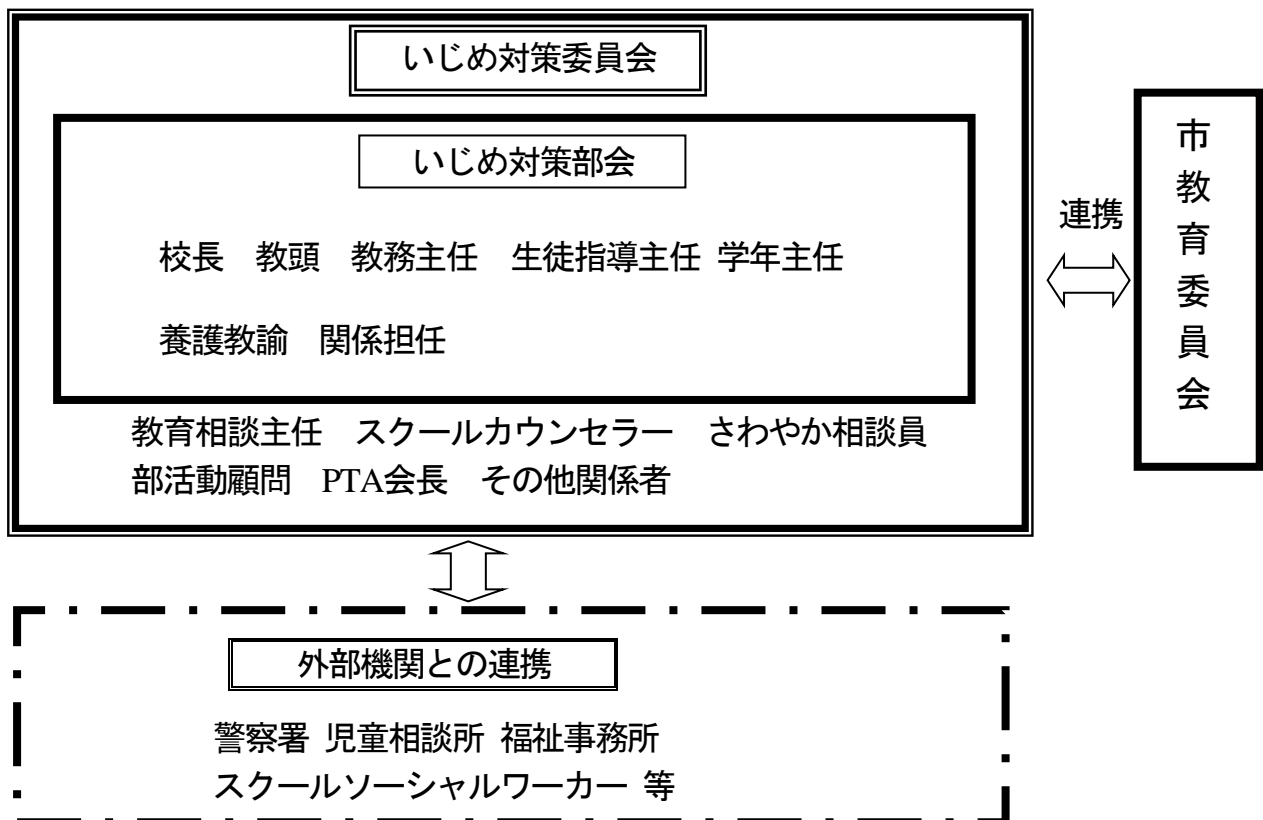 いじめ対策委員会
いじめ対策部会
校長 教頭 教務主任 生徒指導主任 学年主任
養護教諭 関係担任
教育相談主任 スクールカウンセラー さわやか相談員
部活動顧問 PTA会長 その他関係者
連携
市教育委員会
外部機関との連携
警察署 児童相談所 福祉事務所
スクールソーシャルワーカー 等